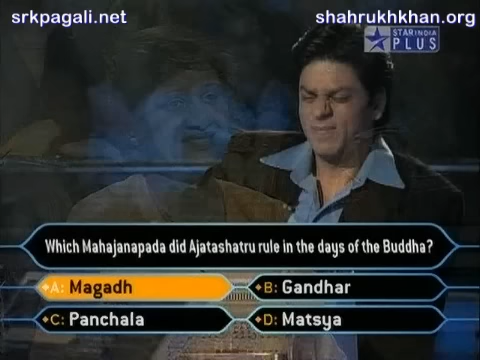 srkpagali.net
shahrukhkhan.org
STAR INDIA
PLUS
Which Mahajanapada did Ajatashatru rule in the days of the Buddha?
A: Magadh
B: Gandhar
C: Panchala
D: Matsya